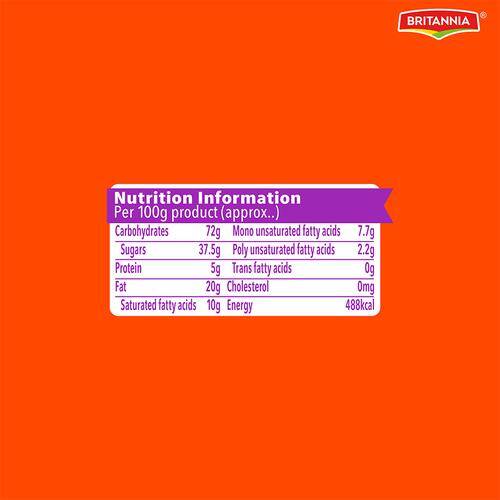 BRITANNIA®
Nutrition Information
Per 100g product (approx..)
Carbohydrates 72g Mono unsaturated fatty acids 7.7g
Sugars 37.5g Poly unsaturated fatty acids 2.2g
Protein 5g Trans fatty acids 0g
Fat 20g Cholesterol 0mg
Saturated fatty acids 10g Energy 488kcal